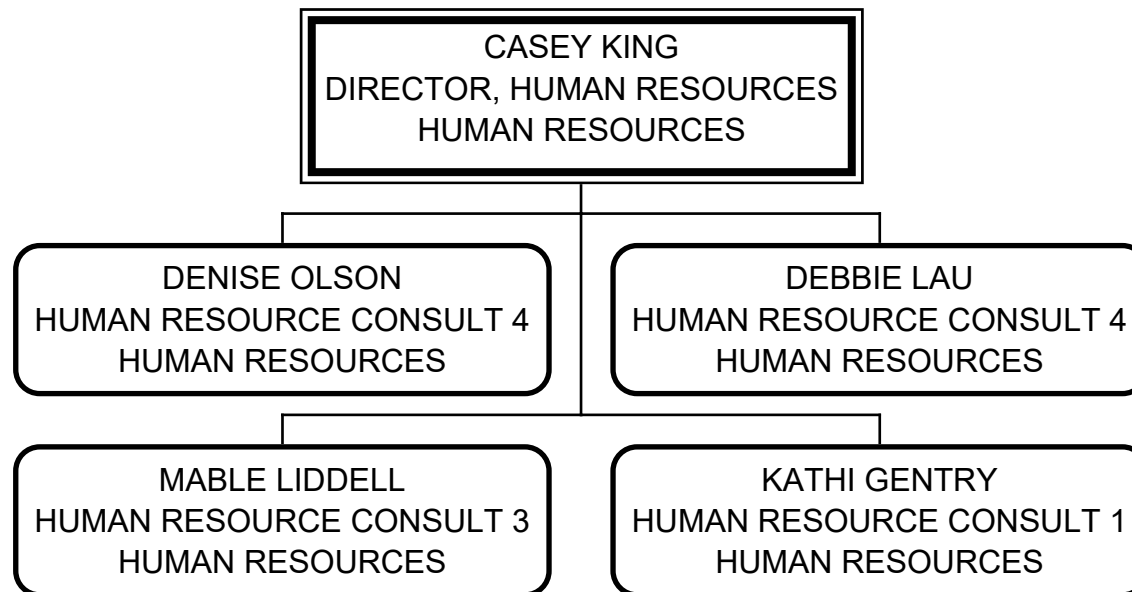 CASEY KING
DIRECTOR, HUMAN RESOURCES
HUMAN RESOURCES
DENISE OLSON
HUMAN RESOURCE CONSULT 4
HUMAN RESOURCES
DEBBIE LAU
HUMAN RESOURCE CONSULT 4
HUMAN RESOURCES
MABLE LIDDELL
HUMAN RESOURCE CONSULT 3
HUMAN RESOURCES
KATHI GENTRY
HUMAN RESOURCE CONSULT 1
HUMAN RESOURCES